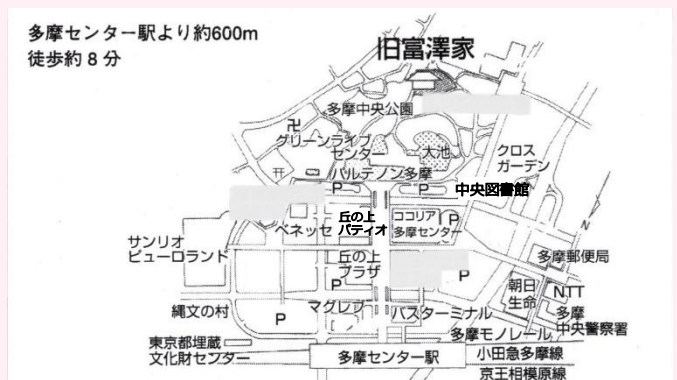 多摩センター駅より約600m
徒歩約8分
旧富澤家
多摩中央公園
卍
グリーンライブ
センター
大池
クロス
ガーデン
パルテノン多摩
P
P
中央図書館
丘の上
パティオ
ココリア
多摩センター
P
ベネッセ
N
サンリオ
ピューロランド
丘の上
プラザ
P
P
多摩郵便局
朝日
生命
NTT
縄文の村
P
マグレブ
バスターミナル
多摩
中央警察署
多摩モノレール
東京都埋蔵
文化財センター
多摩センター駅
小田急多摩線
京王相模原線